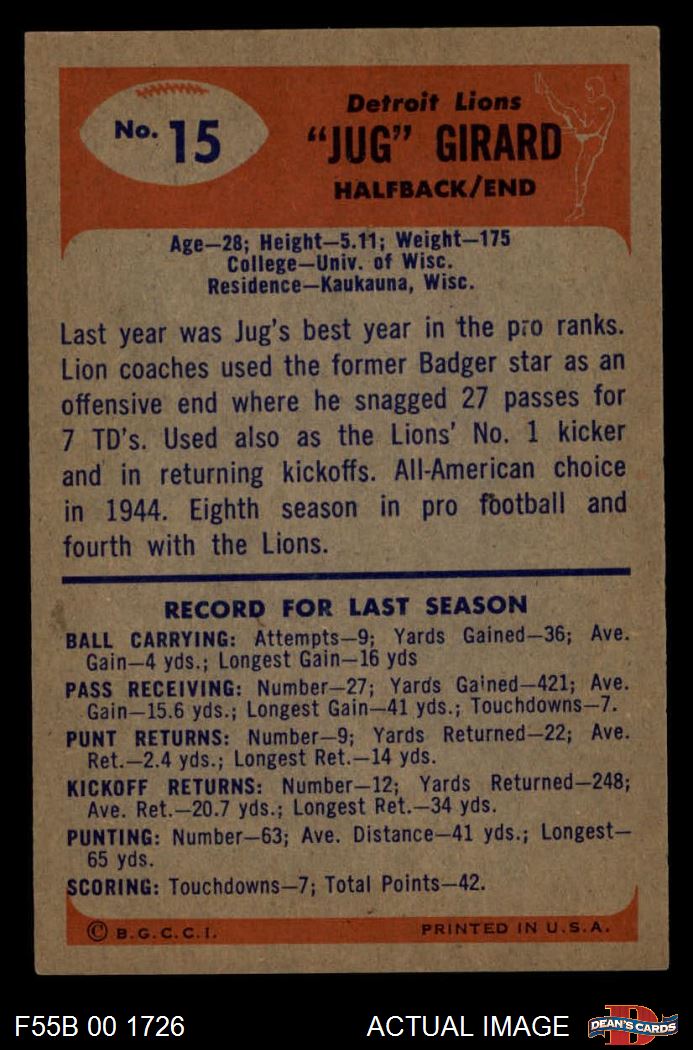 No. 15
Detroit Lions
"JUG" GIRARD
HALFBACK/END
Age—28; Height—5.11; Weight—175
College—Univ. of Wisc.
Residence—Kaukauna, Wisc.
Last year was Jug's best year in the pro ranks.
Lion coaches used the former Badger star as an
offensive end where he snagged 27 passes for
7 TD's. Used also as the Lions' No. 1 kicker
and in returning kickoffs. All-American choice
in 1944. Eighth season in pro football and
fourth with the Lions.
RECORD FOR LAST SEASON
BALL CARRYING: Attempts—9; Yards Gained—36; Ave.
Gain—4 yds.; Longest Gain—16 yds
PASS RECEIVING: Number—27; Yards Gained—421; Ave.
Gain—15.6 yds.; Longest Gain—41 yds.; Touchdowns—7.
PUNT RETURNS: Number—9; Yards Returned—22; Ave.
Ret.—2.4 yds.; Longest Ret.—14 yds.
KICKOFF RETURNS: Number—12; Yards Returned—248;
Ave. Ret.—20.7 yds.; Longest Ret.—34 yds.
PUNTING: Number—63; Ave. Distance—41 yds.; Longest—
65 yds.
SCORING: Touchdowns—7; Total Points—42.
© B.G.C.C.I. PRINTED IN U.S.A.
F55B 00 1726 ACTUAL IMAGE D DEAN'S CARDS